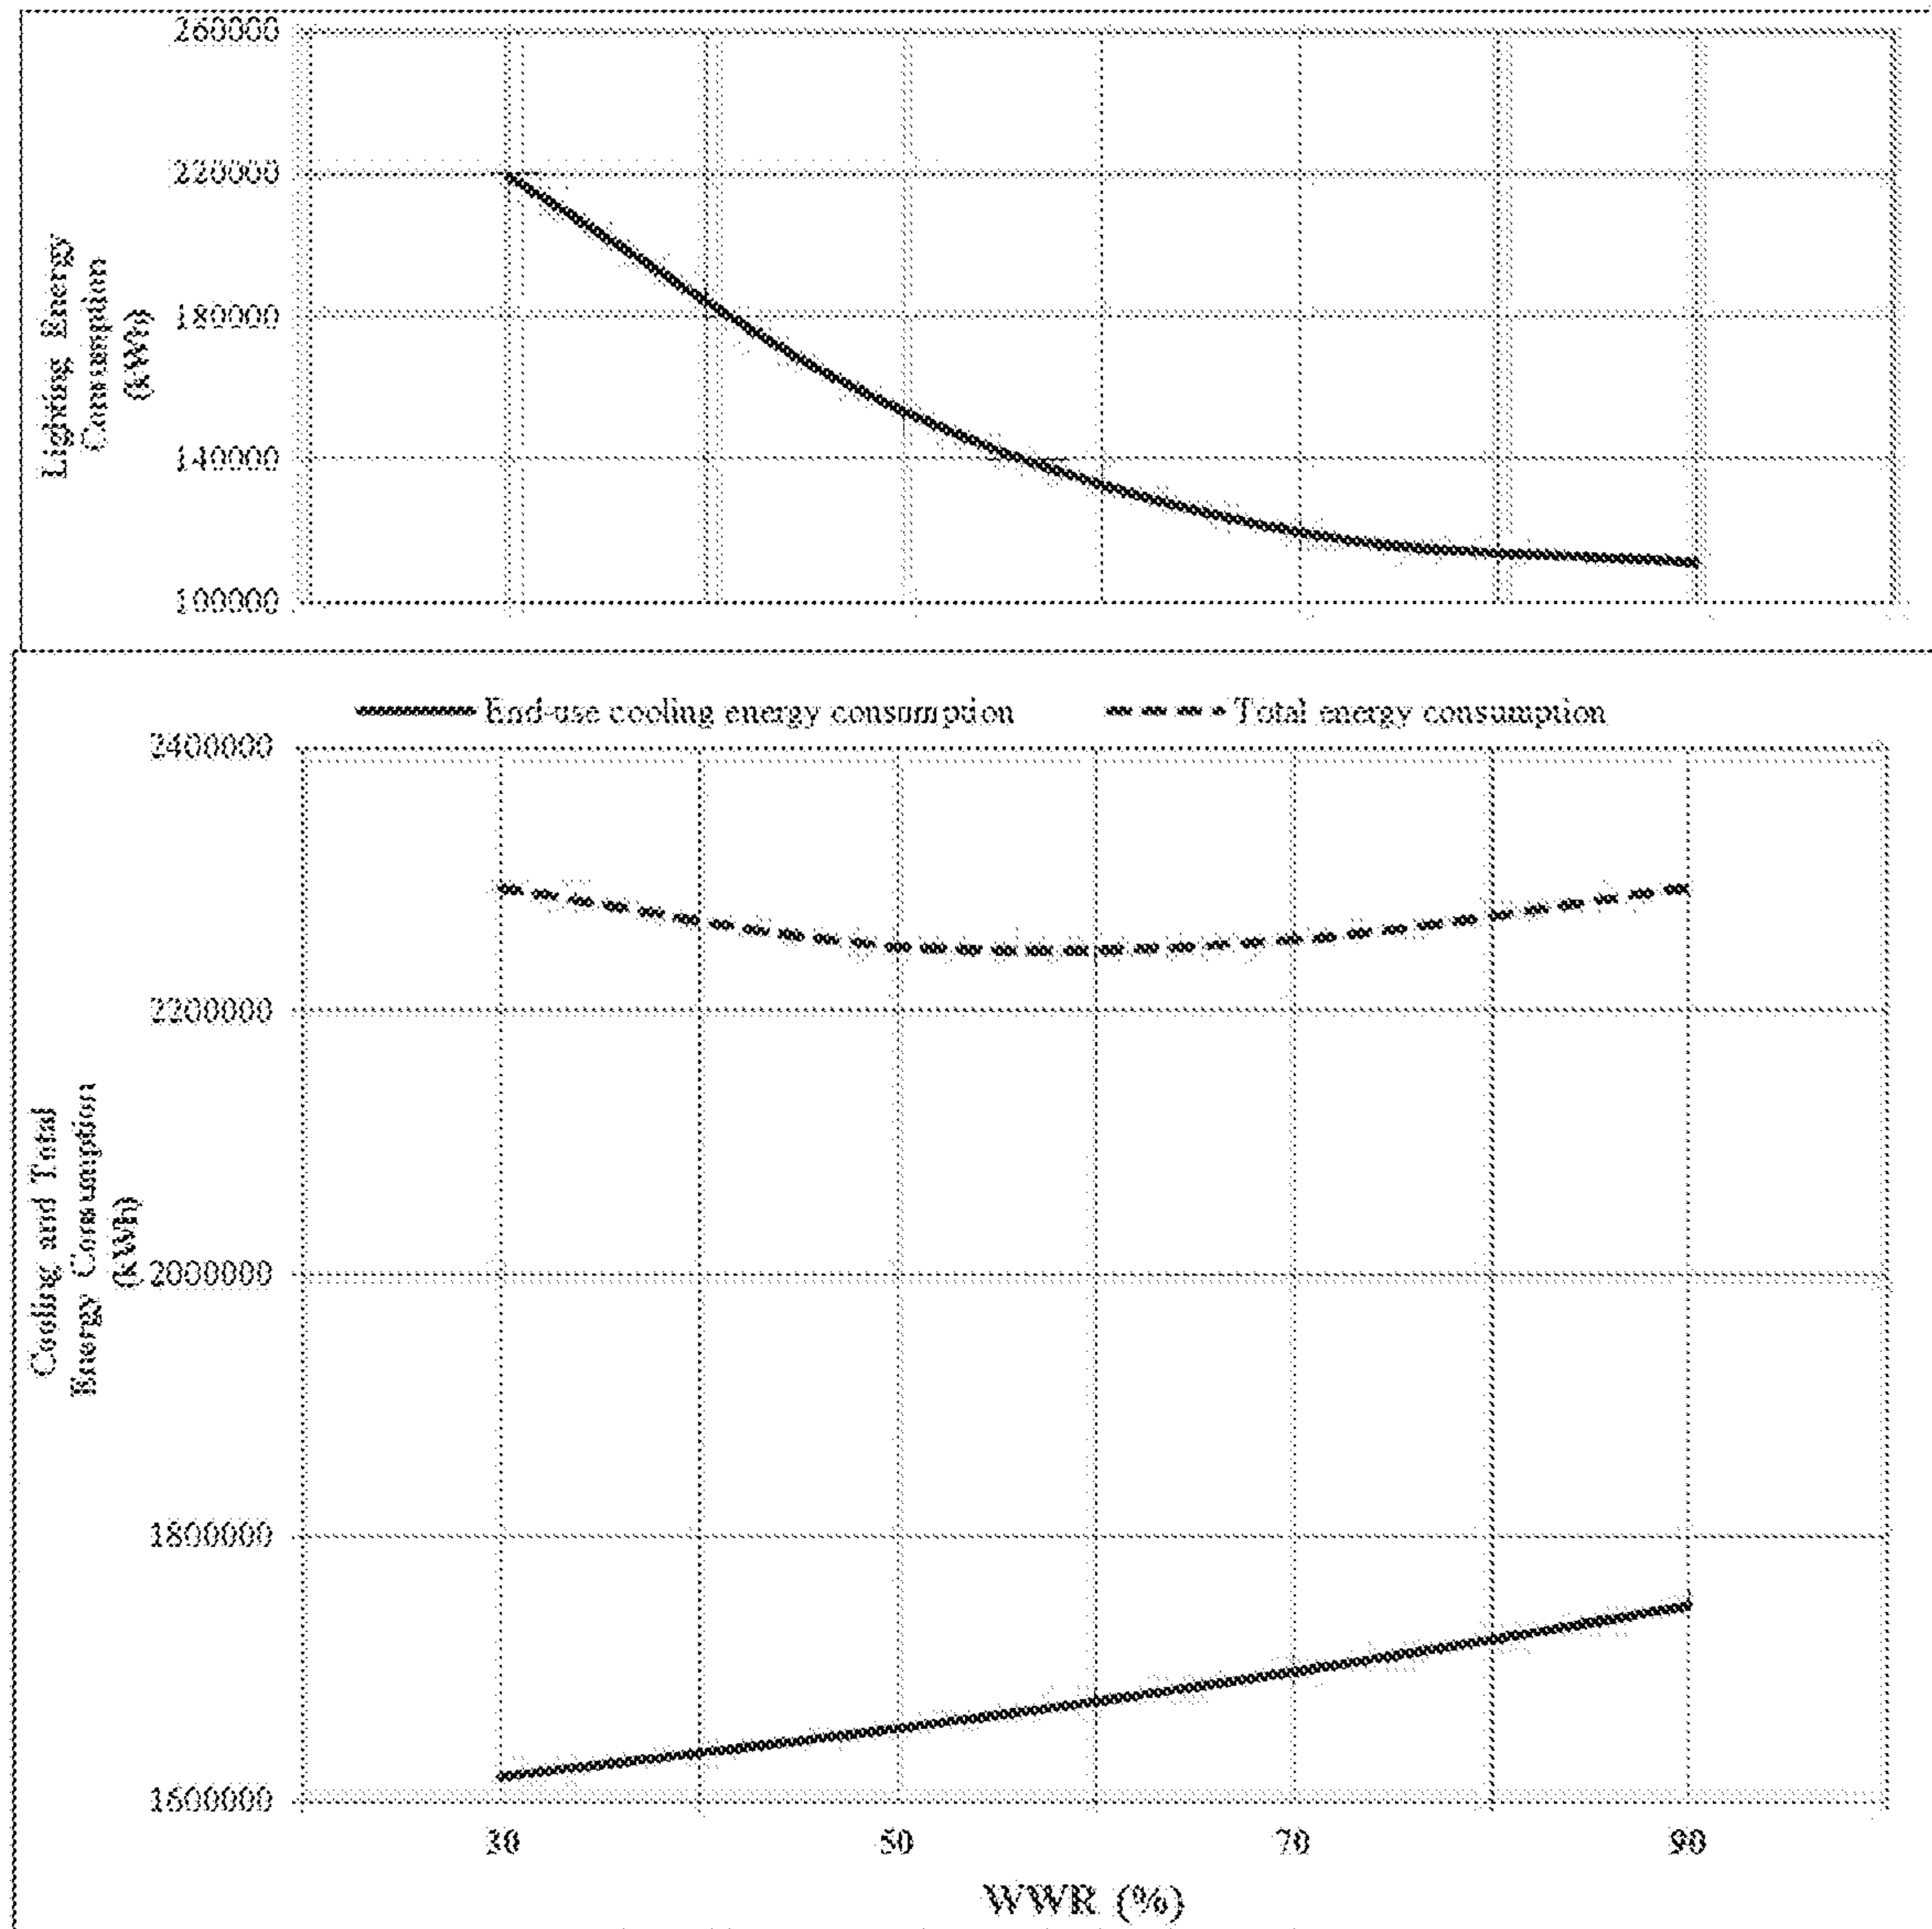 260000
220000
180000
140000
100000
Lighting Energy
Consumption
(kWh)
End-use cooling energy consumption
Total energy consumption
2400000
2200000
2000000
1800000
1600000
Cooling and Total
Energy Consumption
(kWh)
30
50
70
90
WWR (%)